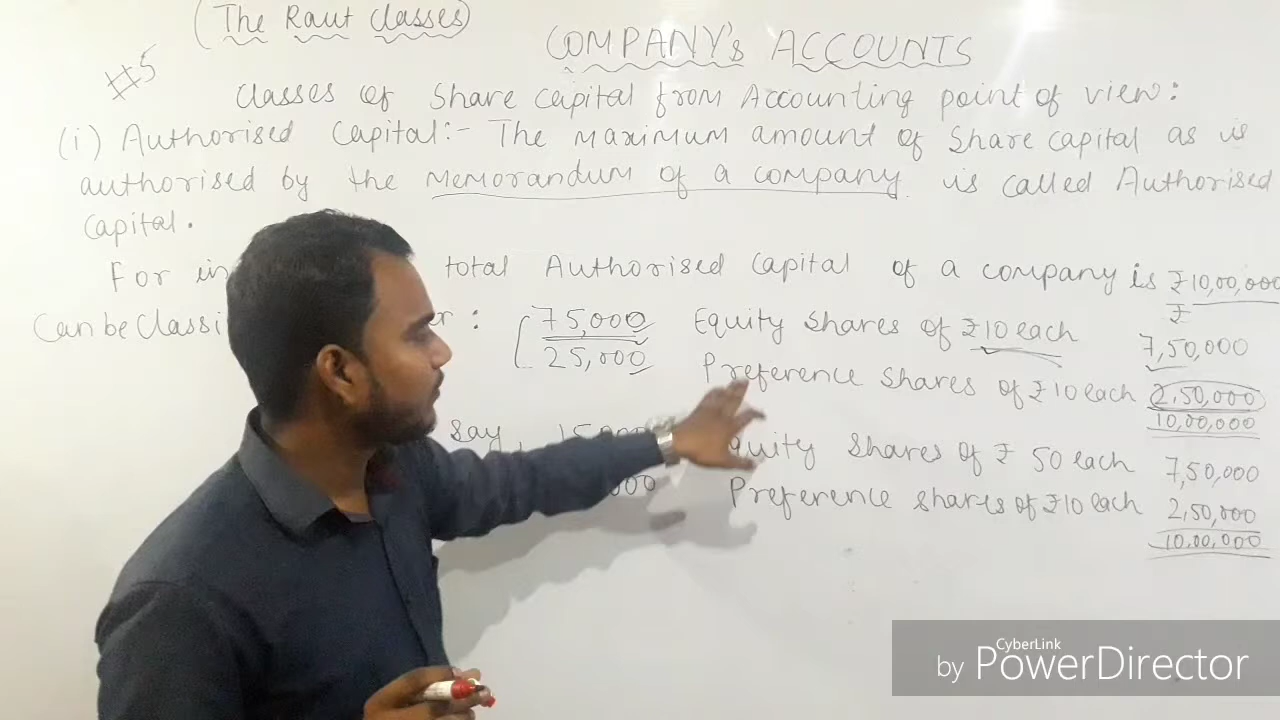 (The Raut Classes)
COMPANY's ACCOUNTS
#5
Classes of Share Capital from Accounting point of view:
(i) Authorised Capital:- The Maximum amount of Share capital as is
authorised by the Memorandum of a company is called Authorised
Capital.
For total Authorised Capital of a company is ₹10,00,000
Can be :
₹
75,000 Equity Shares of ₹10 each 7,50,000
25,000 Preference Shares of ₹10 each 2,50,000
10,00,000
say, Equity Shares of ₹ 50 each 7,50,000
Preference Shares of ₹10 each 2,50,000
10,00,000
CyberLink
by PowerDirector